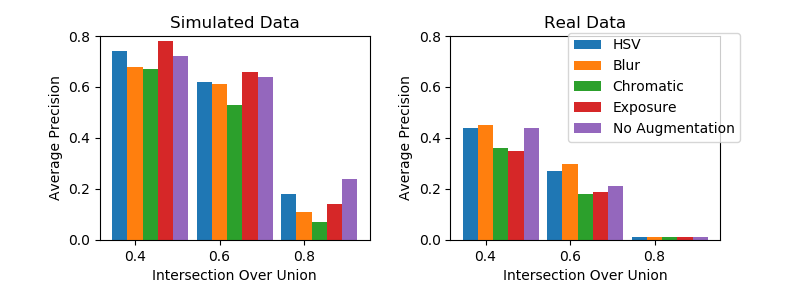 Simulated Data
Average Precision
0.8
0.6
0.4
0.2
0.0
0.4 0.6 0.8
Intersection Over Union
Real Data
Average Precision
0.8
0.6
0.4
0.2
0.0
0.4 0.6 0.8
Intersection Over Union
HSV
Blur
Chromatic
Exposure
No Augmentation